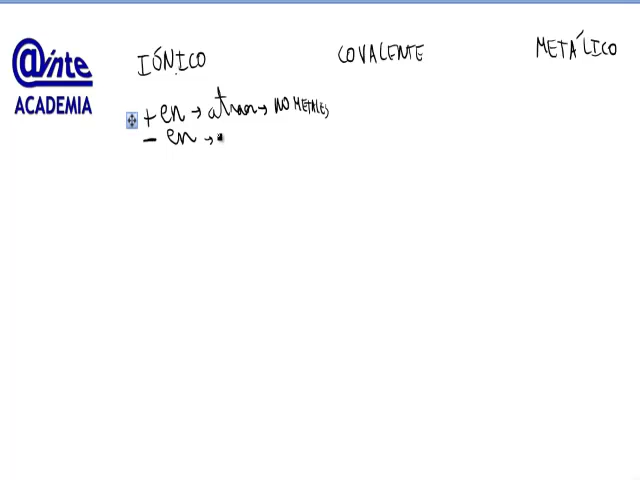 @inte
ACADEMIA
IÓNICO COVALENTE METÁLICO
+ en → atraen → NO METALES
- en →